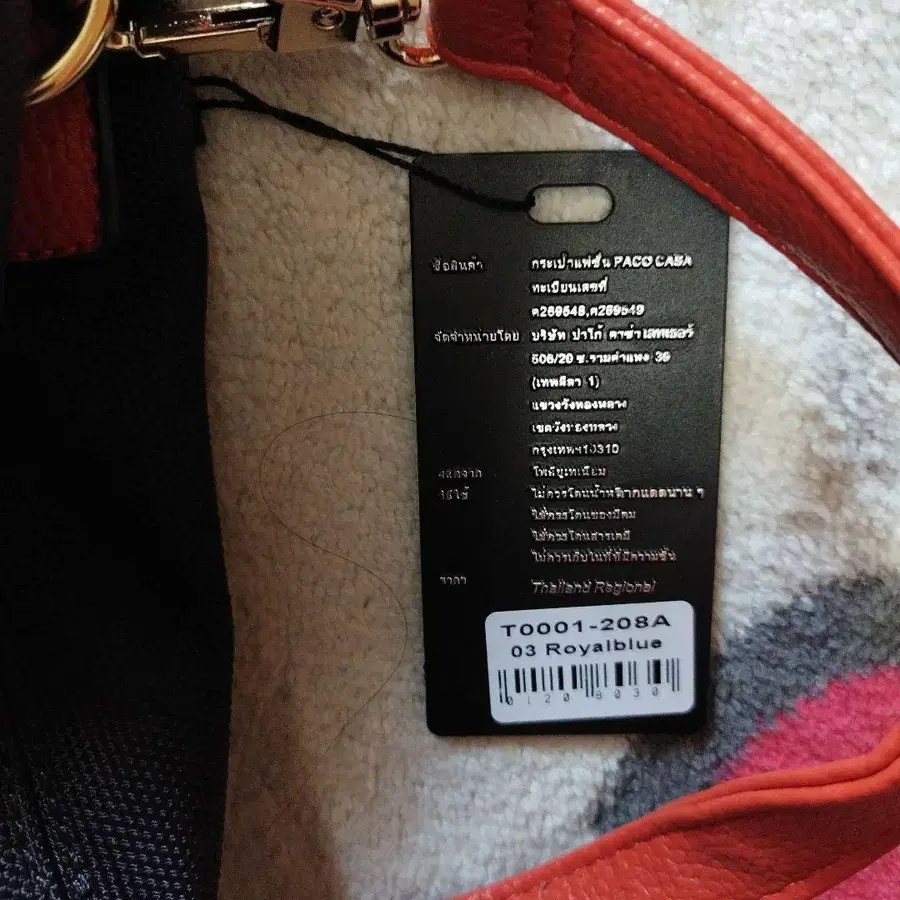 ชื่อสินค้า กระเป๋าแฟชั่น PACO CASA
ทะเบียนเลขที่
ค269548,ค269549
จัดจำหน่ายโดย บริษัท ปาโก้ คาซ่า เลทเธอร์
506/20 ซ.รามคำแหง 39
(เทพลีลา 1)
แขวงวังทองหลาง
เขตวังทองหลาง
กรุงเทพฯ10310
ผลิตจาก โพลียูเทเนียม
วิธีใช้ ไม่ควรโดนน้ำหรือตากแดดนาน ๆ
ไม่ควรโดนของมีคม
ไม่ควรโดนสารเคมี
ไม่ควรเก็บในที่ที่มีความชื้น
ราคา Thailand Regional
T0001-208A
03 Royalblue
01208030